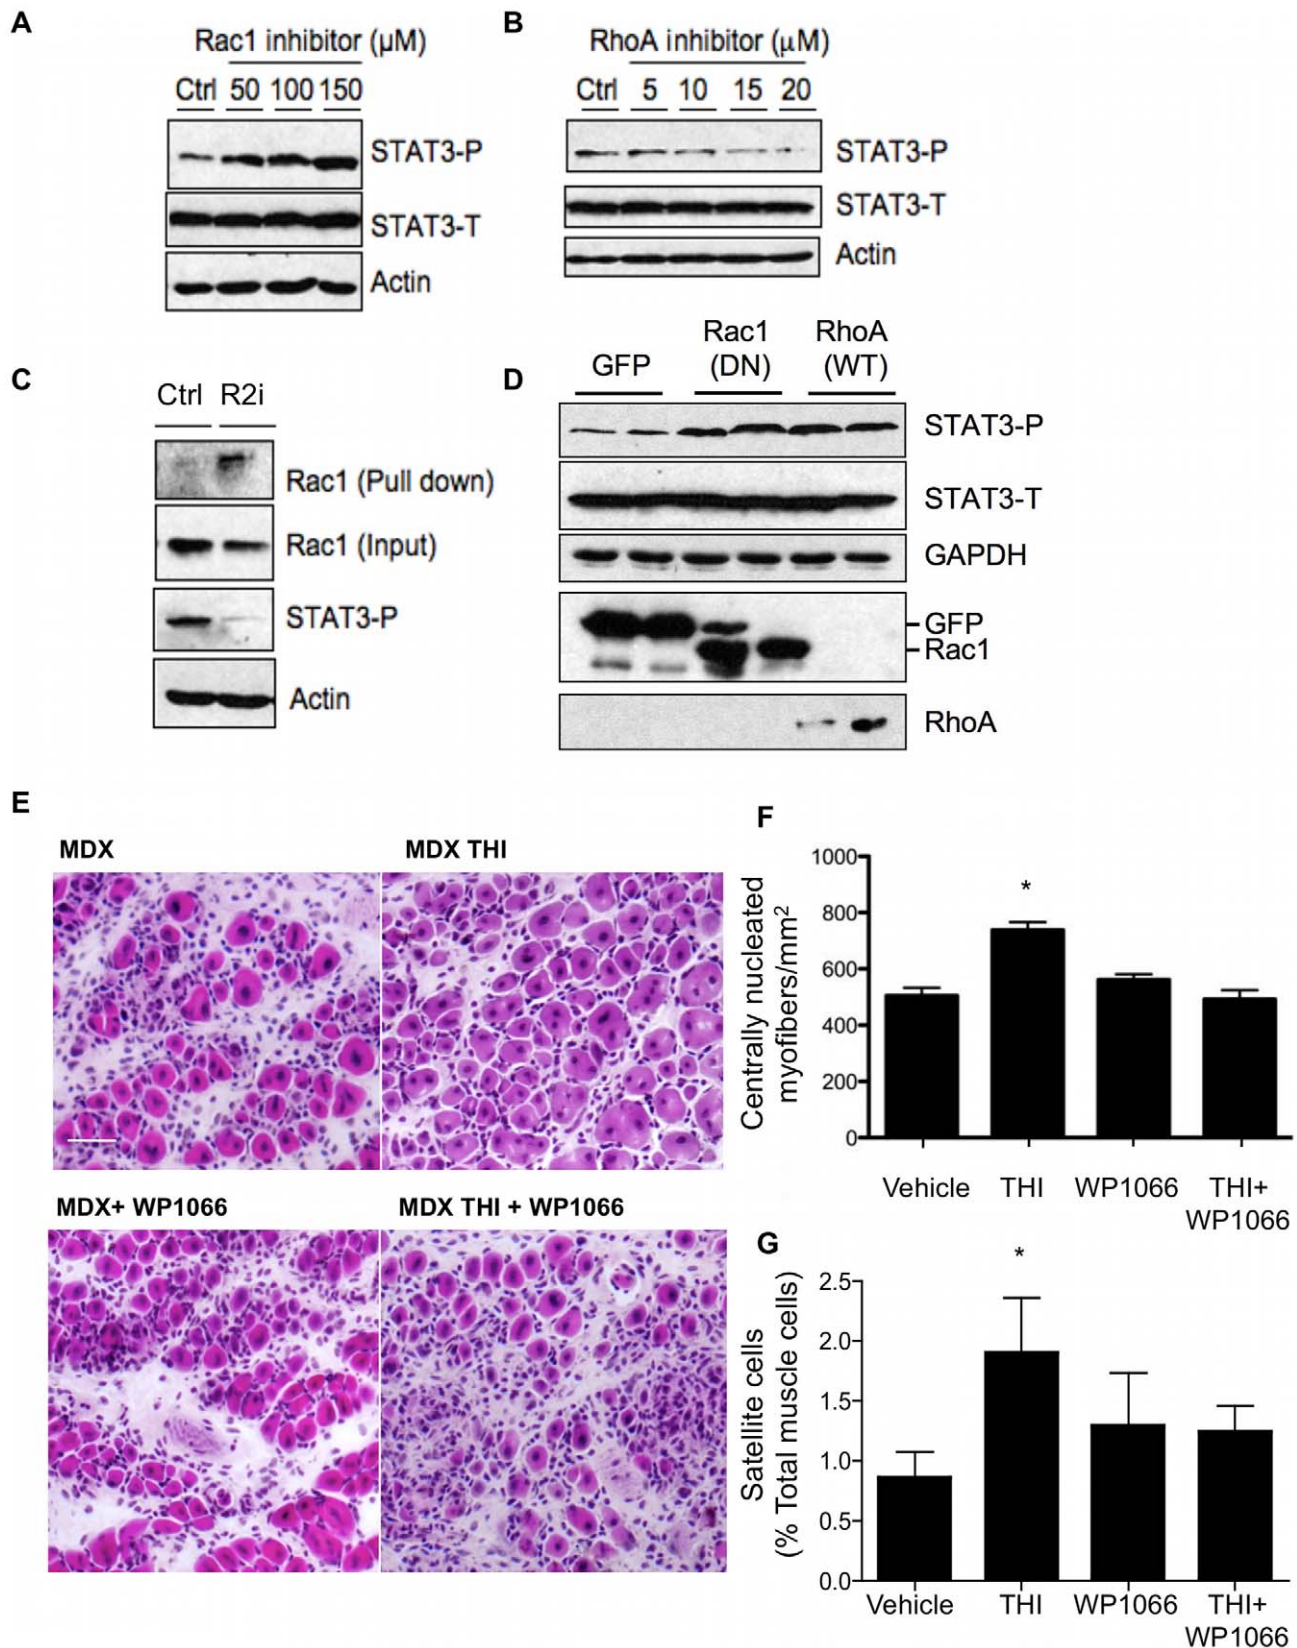 A
Rac1 inhibitor (µM)
Ctrl 50 100 150
STAT3-P
STAT3-T
Actin
B
RhoA inhibitor (µM)
Ctrl 5 10 15 20
STAT3-P
STAT3-T
Actin
C
Ctrl R2i
Rac1 (Pull down)
Rac1 (Input)
STAT3-P
Actin
D
GFP
Rac1
(DN)
RhoA
(WT)
STAT3-P
STAT3-T
GAPDH
GFP
Rac1
RhoA
E
MDX
MDX THI
MDX+ WP1066
MDX THI + WP1066
F
Centrally nucleated
myofibers/mm²
1000
800
600
400
200
0
*
Vehicle THI WP1066 THI+
WP1066
G
Satellite cells
(% Total muscle cells)
2.5
2.0
1.5
1.0
0.5
0.0
*
Vehicle THI WP1066 THI+
WP1066